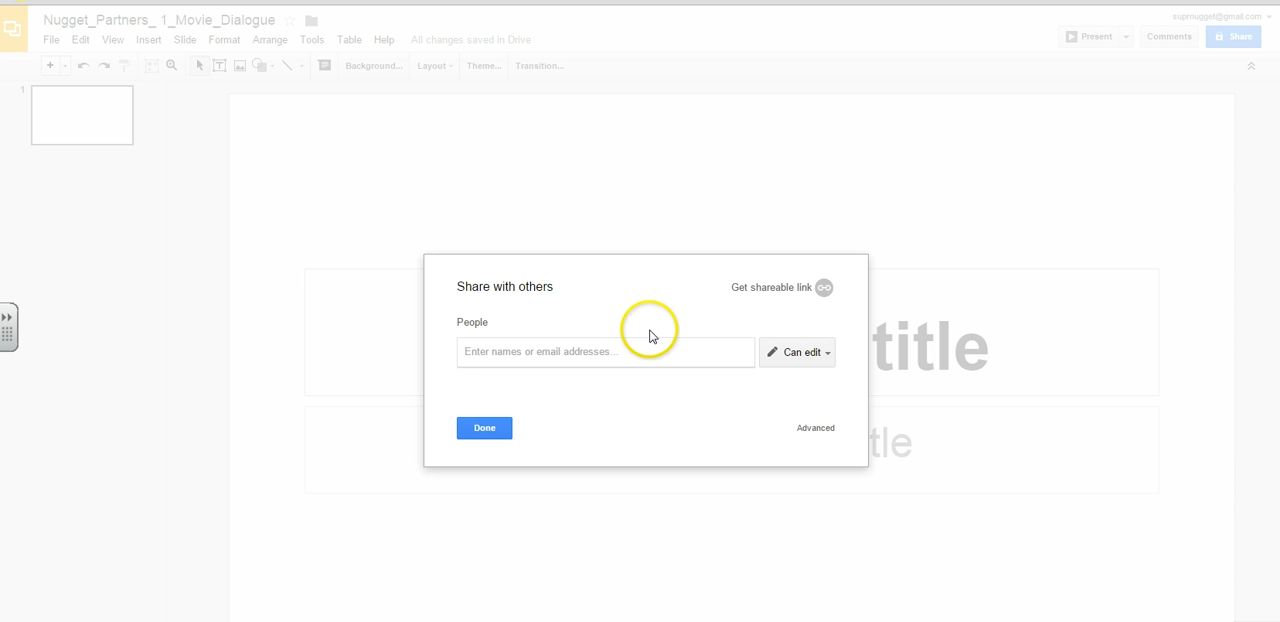 Nugget_Partners_ 1_Movie_Dialogue
suprnugget@gmail.com
File Edit View Insert Slide Format Arrange Tools Table Help All changes saved in Drive
Present Comments Share
Background... Layout Theme... Transition...
1
Share with others
Get shareable link
People
Enter names or email addresses...
Can edit
title
Done
Advanced
tle